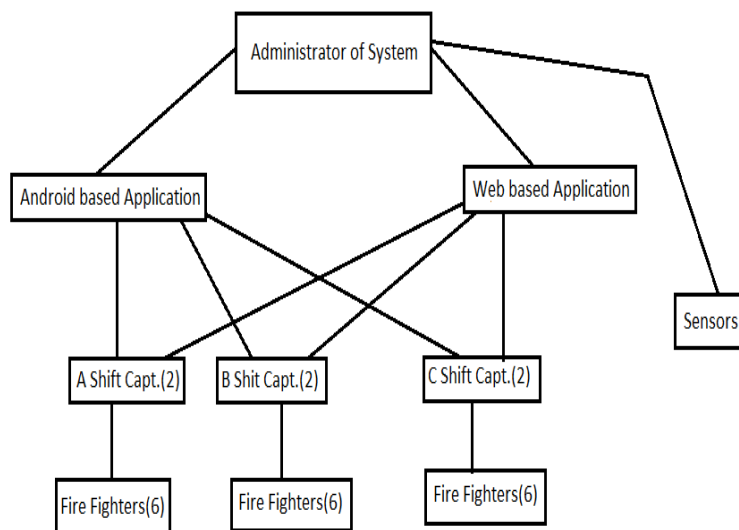 Administrator of System
Android based Application
Web based Application
Sensors
A Shift Capt.(2)
B Shit Capt.(2)
C Shift Capt.(2)
Fire Fighters(6)
Fire Fighters(6)
Fire Fighters(6)